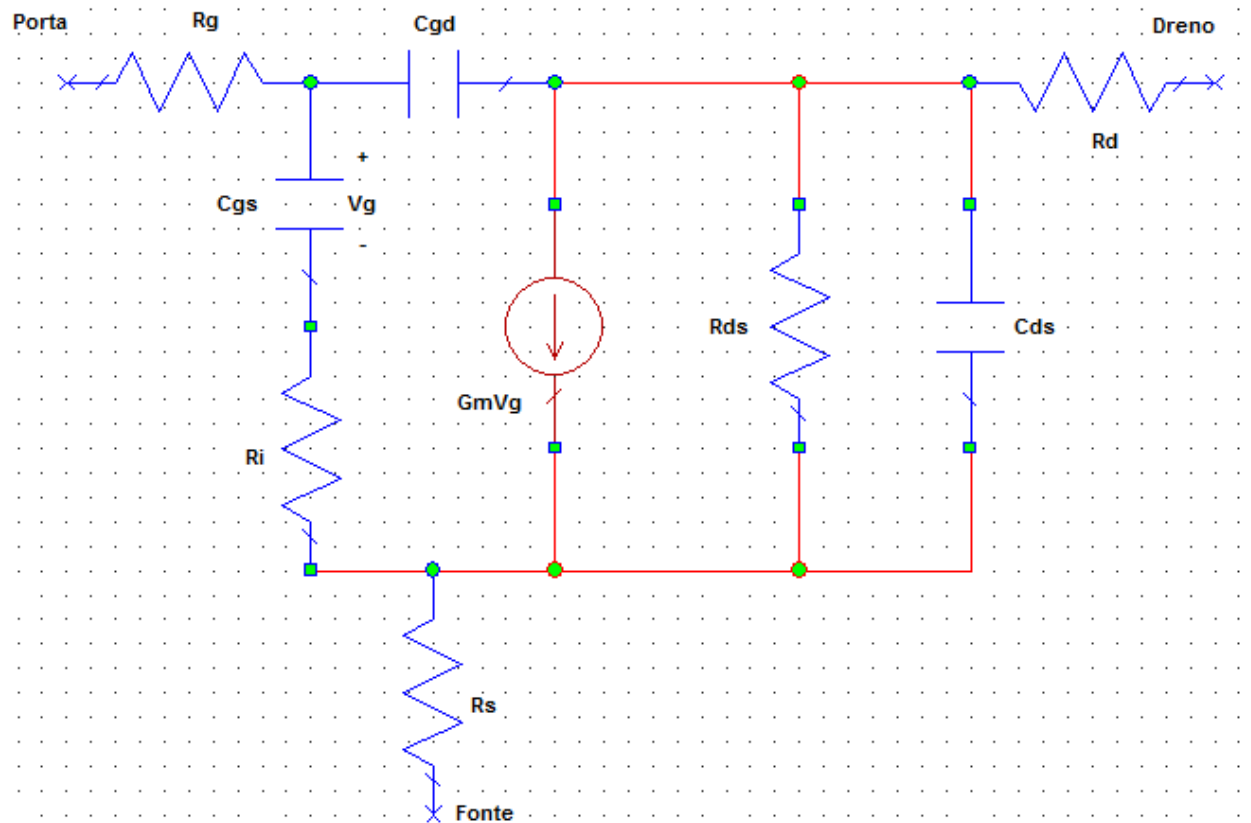 Porta
Rg
Cgd
Dreno
Rd
+
Cgs
Vg
-
Rds
Cds
GmVg
Ri
Rs
Fonte